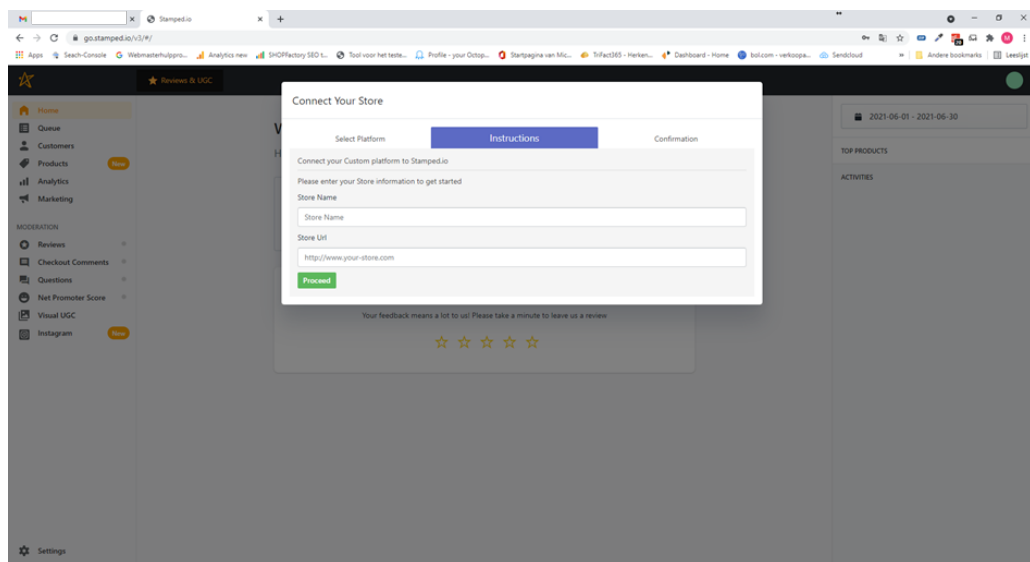 Stamped.io
go.stamped.io/v3/#/
Apps Seach-Console Webmasterhulppro... Analytics new SHOPFactory SEO t... Tool voor het teste... Profile - your Octop... Startpagina van Mic... TriFact365 - Herken... Dashboard - Home bol.com - verkoopa... Sendcloud » Andere bookmarks Leeslijst
Reviews & UGC
Connect Your Store
Home
Queue
Customers
Products New
Analytics
Marketing
MODERATION
Reviews
Checkout Comments
Questions
Net Promoter Score
Visual UGC
Instagram New
Settings
Select Platform Instructions Confirmation
Connect your Custom platform to Stamped.io
Please enter your Store information to get started
Store Name
Store Name
Store Url
http://www.your-store.com
Proceed
Your feedback means a lot to us! Please take a minute to leave us a review
2021-06-01 - 2021-06-30
TOP PRODUCTS
ACTIVITIES